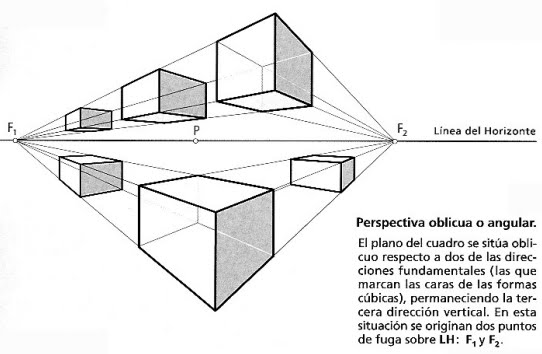 F₁
P
F₂
Línea del Horizonte
Perspectiva oblicua o angular.
El plano del cuadro se sitúa obli-
cuo respecto a dos de las direc-
ciones fundamentales (las que
marcan las caras de las formas
cúbicas), permaneciendo la ter-
cera dirección vertical. En esta
situación se originan dos puntos
de fuga sobre LH: F₁ y F₂.